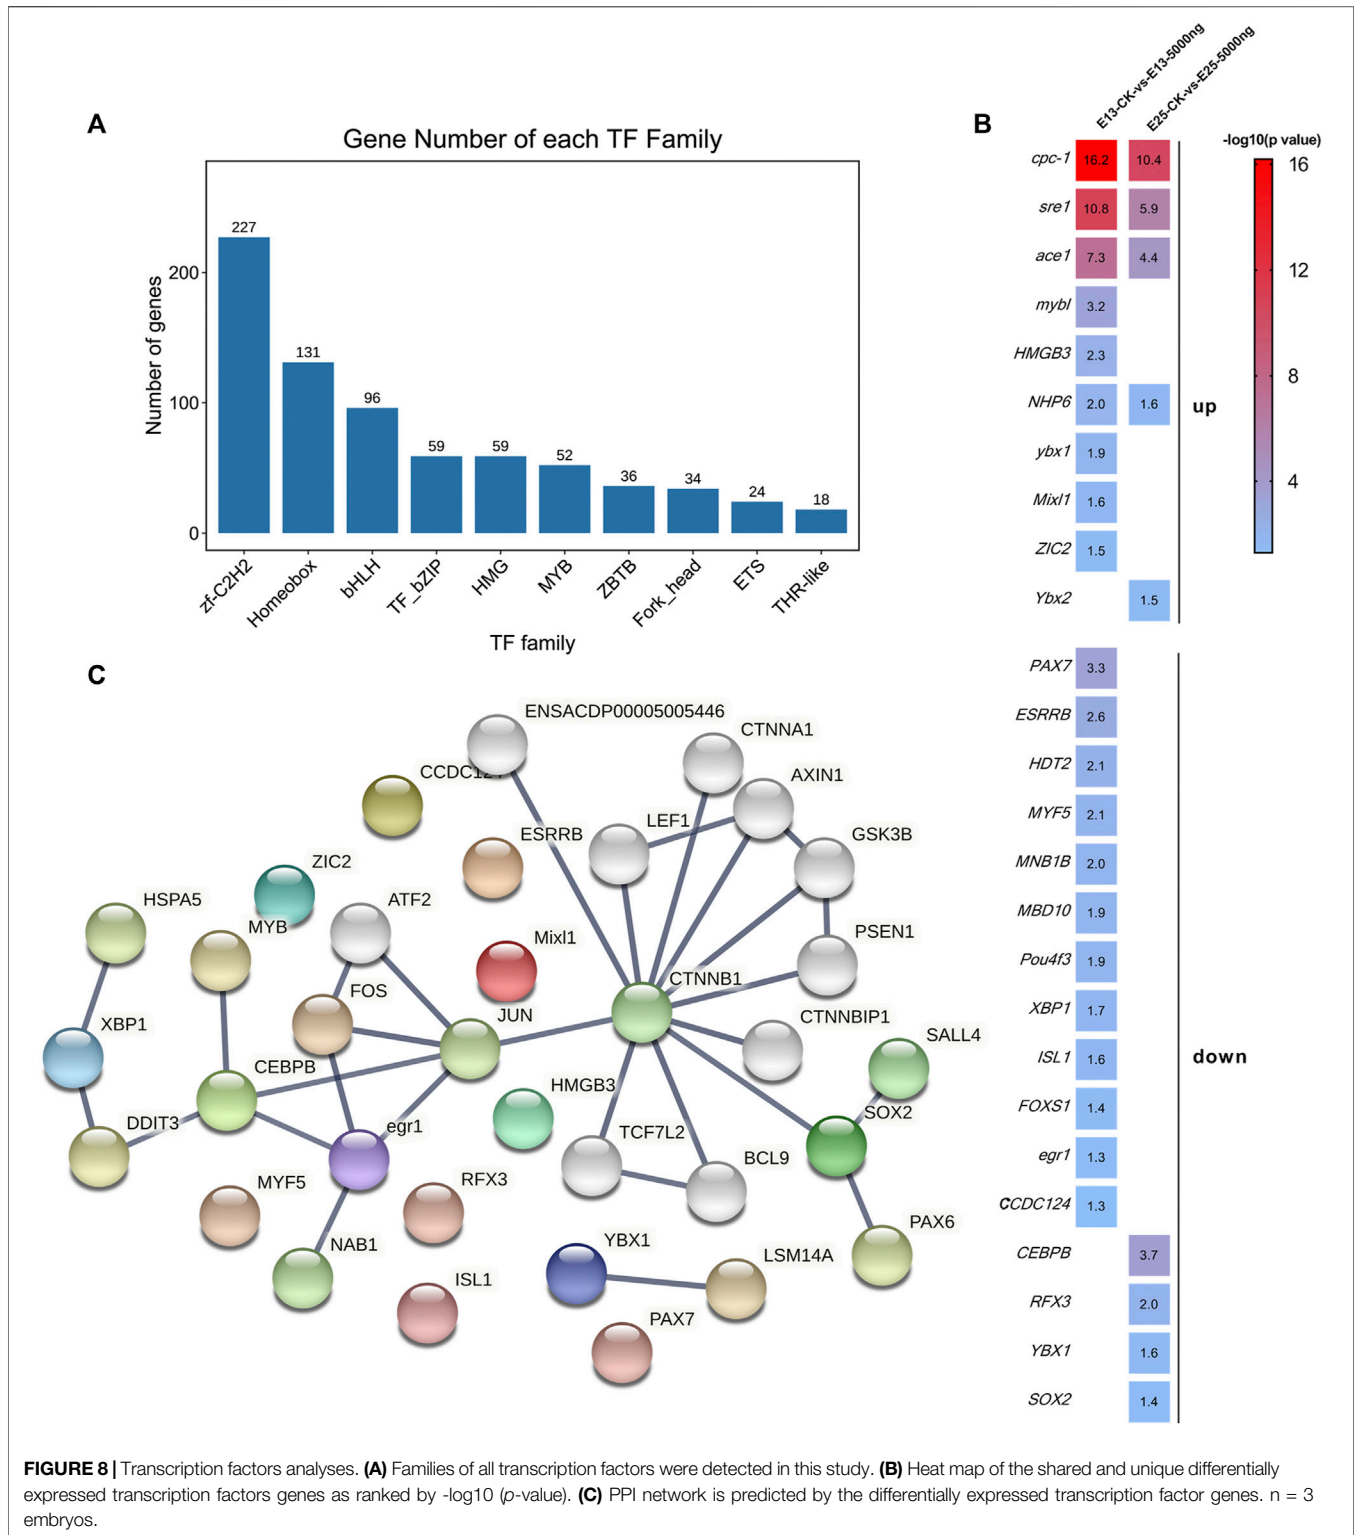 A
Gene Number of each TF Family
Number of genes
200
100
0
227
131
96
59
59
52
36
34
24
18
zf-C2H2
Homeobox
bHLH
TF_bZIP
HMG
MYB
ZBTB
Fork_head
ETS
THR-like
TF family
B
E13-CK-vs-E13-5000ng
E25-CK-vs-E25-5000ng
-log10(p value)
16
12
8
4
cpc-1 16.2 10.4
sre1 10.8 5.9
ace1 7.3 4.4
mybl 3.2
HMGB3 2.3
NHP6 2.0 1.6
ybx1 1.9
Mixl1 1.6
ZIC2 1.5
Ybx2 1.5
up
PAX7 3.3
ESRRB 2.6
HDT2 2.1
MYF5 2.1
MNB1B 2.0
MBD10 1.9
Pou4f3 1.9
XBP1 1.7
ISL1 1.6
FOXS1 1.4
egr1 1.3
CCDC124 1.3
CEBPB 3.7
RFX3 2.0
YBX1 1.6
SOX2 1.4
down
C
ENSACDP00005005446
CTNNA1
CCDC124
AXIN1
LEF1
ESRRB
GSK3B
ZIC2
HSPA5
ATF2
MYB
PSEN1
Mixl1
CTNNB1
FOS
JUN
CTNNBIP1
XBP1
SALL4
CEBPB
HMGB3
SOX2
DDIT3
egr1
TCF7L2
BCL9
MYF5
RFX3
PAX6
NAB1
YBX1
LSM14A
ISL1
PAX7
FIGURE 8 | Transcription factors analyses. (A) Families of all transcription factors were detected in this study. (B) Heat map of the shared and unique differentially
expressed transcription factors genes as ranked by -log10 (p-value). (C) PPI network is predicted by the differentially expressed transcription factor genes. n = 3
embryos.